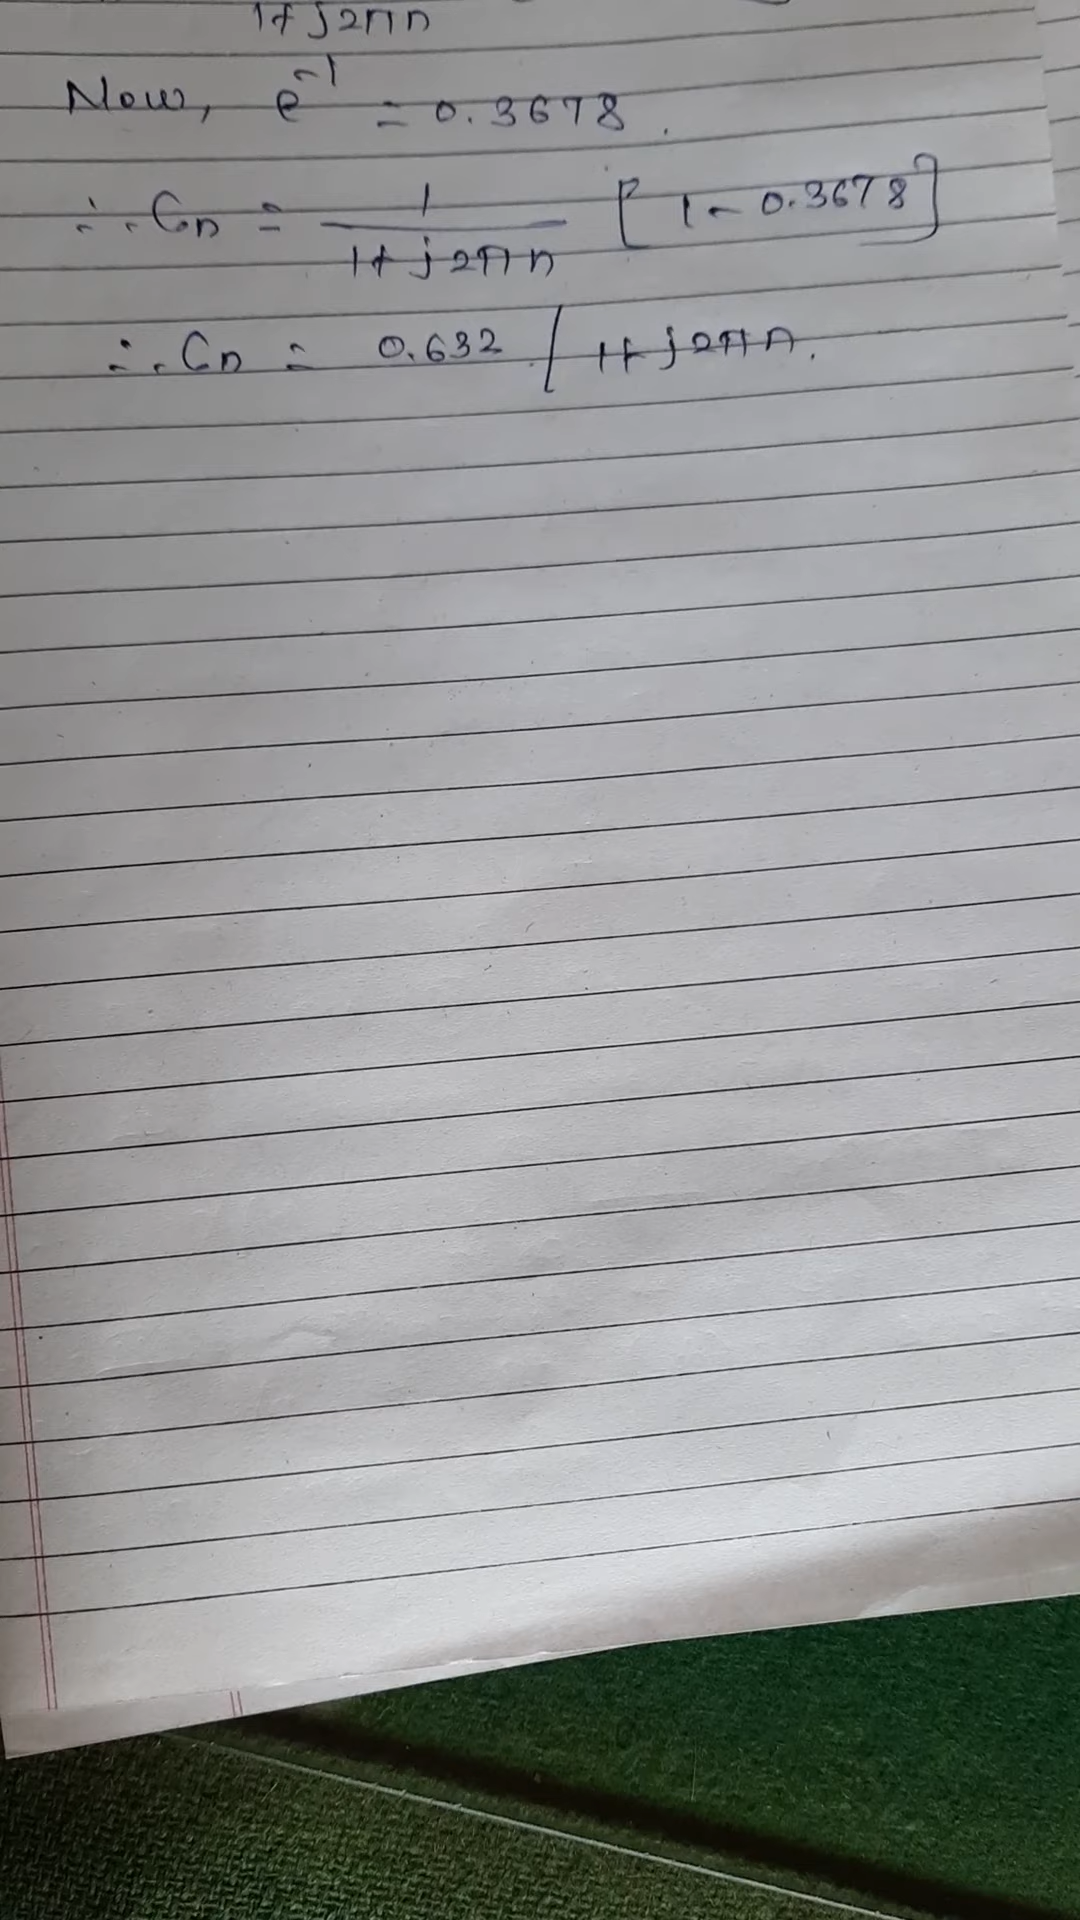 1+j2πn
Now, e^-1 = 0.3678.
∴ Cn = 1/1+j2πn [1-0.3678]
∴ Cn = 0.632 / 1+j2πn.